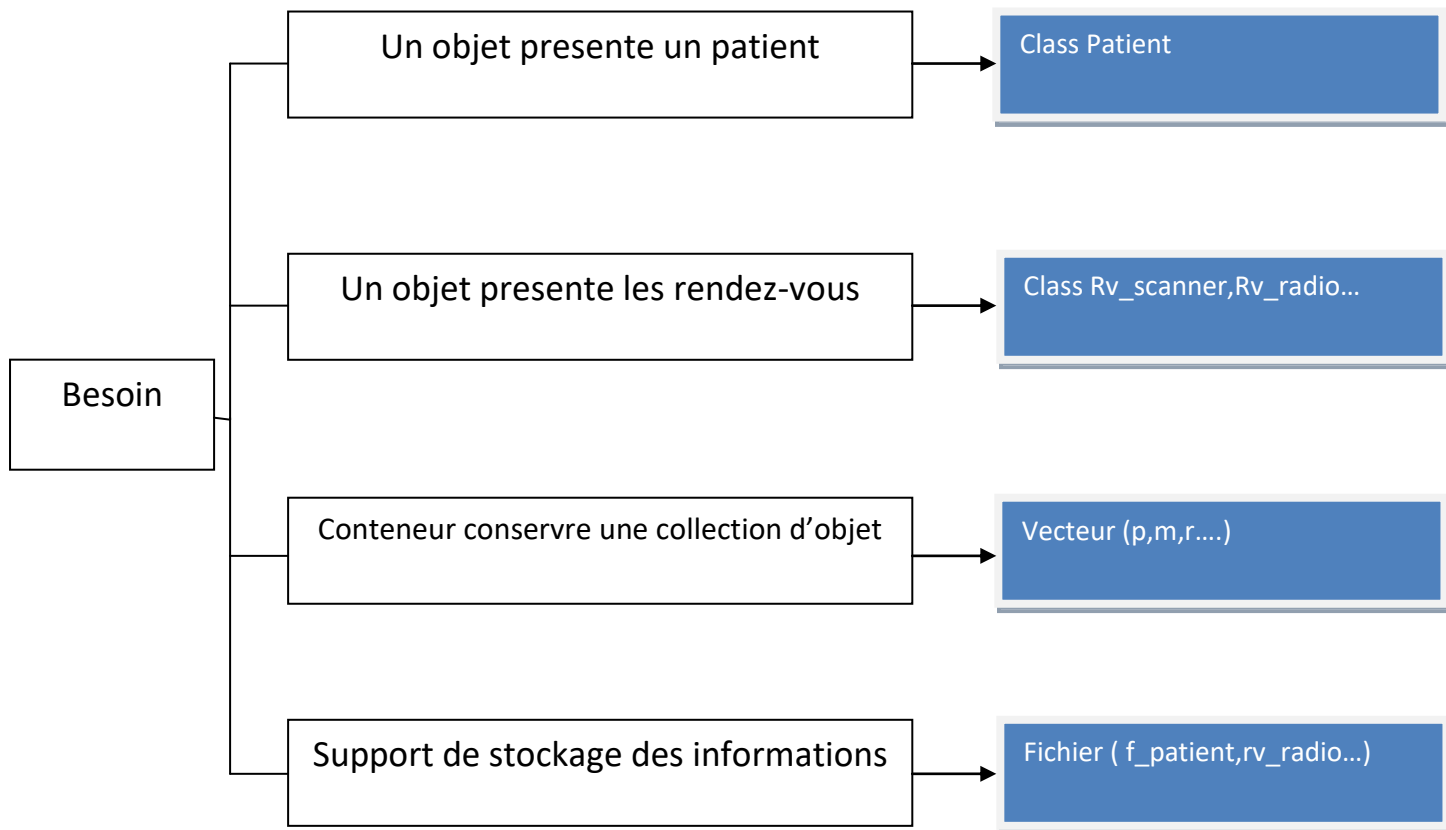 Un objet presente un patient
Class Patient
Un objet presente les rendez-vous
Class Rv_scanner,Rv_radio…
Besoin
Conteneur conservre une collection d’objet
Vecteur (p,m,r….)
Support de stockage des informations
Fichier ( f_patient,rv_radio…)